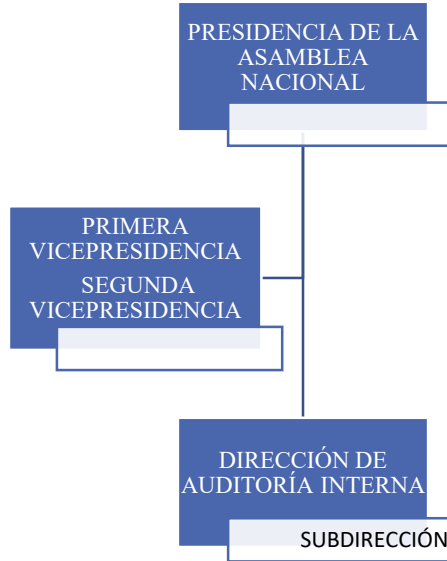 PRESIDENCIA DE LA
ASAMBLEA
NACIONAL
PRIMERA
VICEPRESIDENCIA
SEGUNDA
VICEPRESIDENCIA
DIRECCIÓN DE
AUDITORÍA INTERNA
SUBDIRECCIÓN